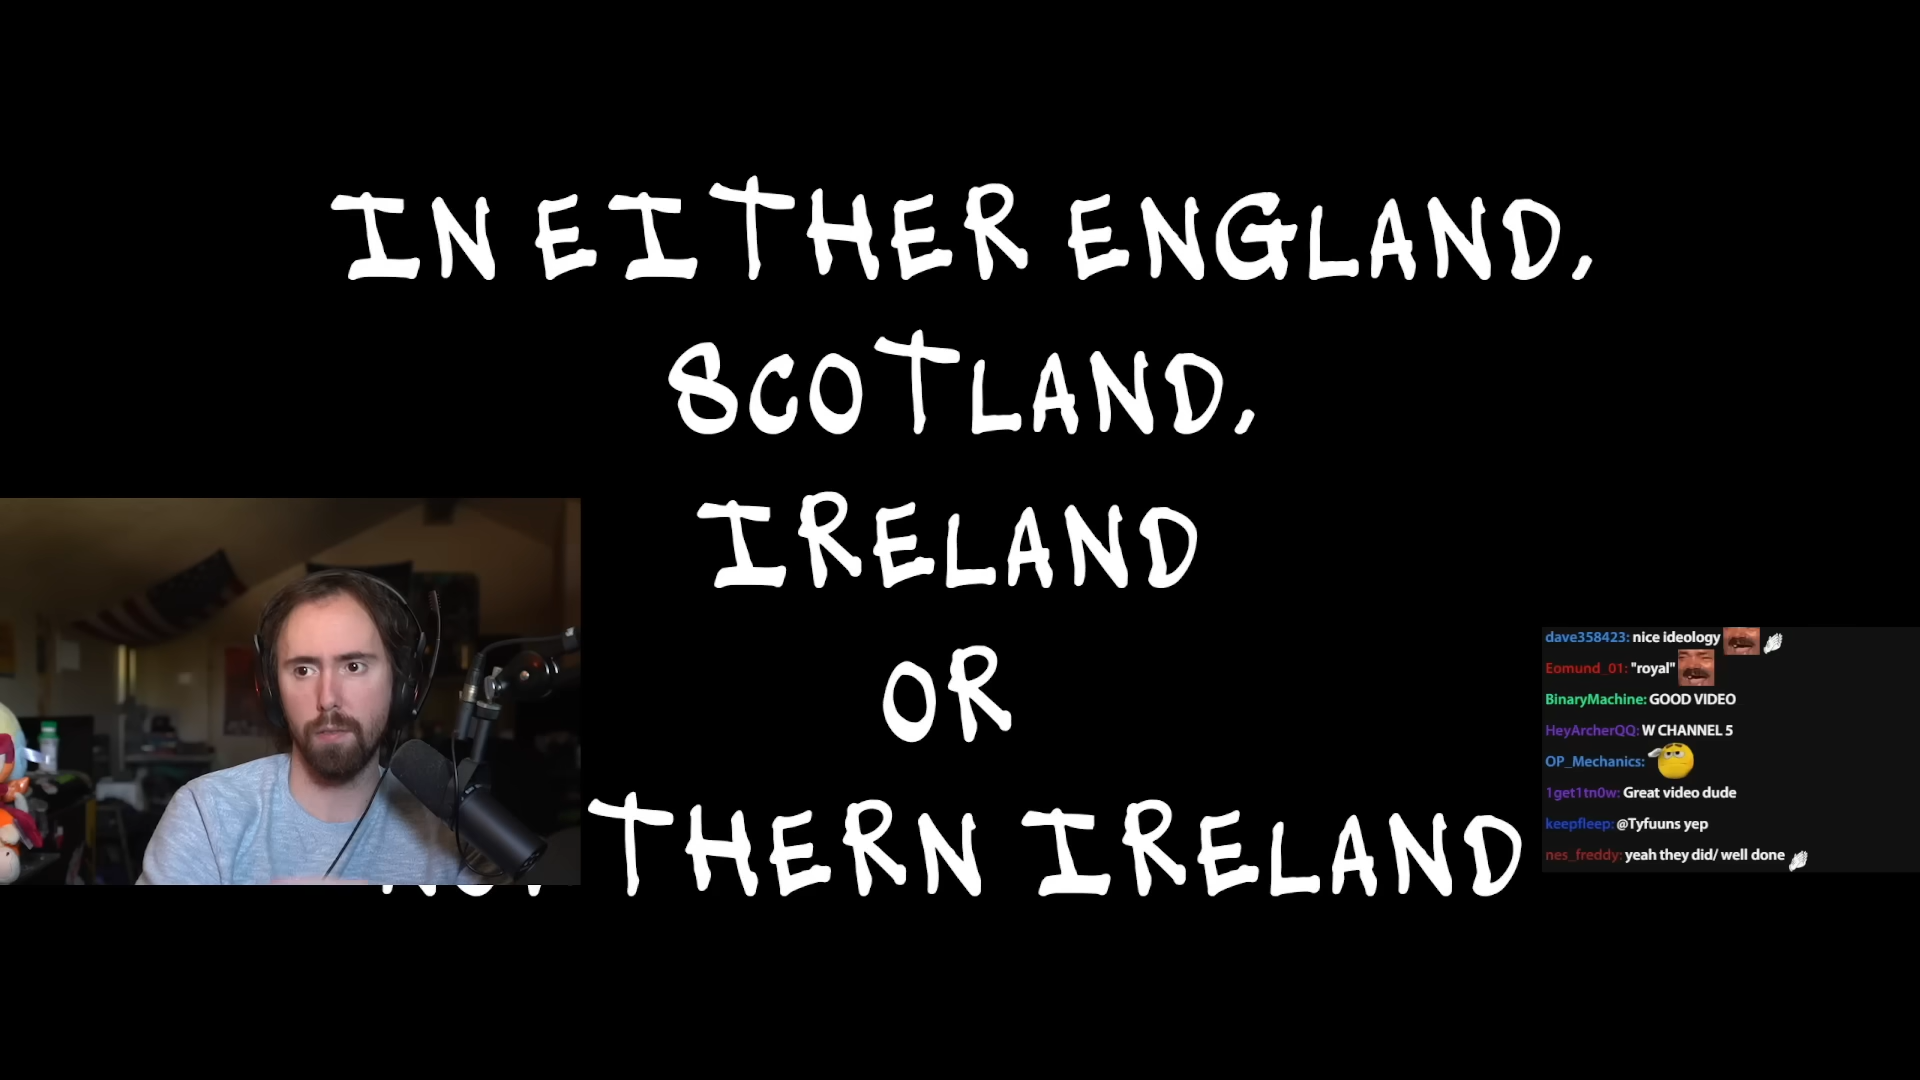 IN EITHER ENGLAND,
SCOTLAND,
IRELAND
OR
THERN IRELAND
dave358423: nice ideology
Eomund_01: "royal"
BinaryMachine: GOOD VIDEO
HeyArcherQQ: W CHANNEL 5
OP_Mechanics:
1get1tn0w: Great video dude
keepfleep: @Tyfuuns yep
nes_freddy: yeah they did/ well done